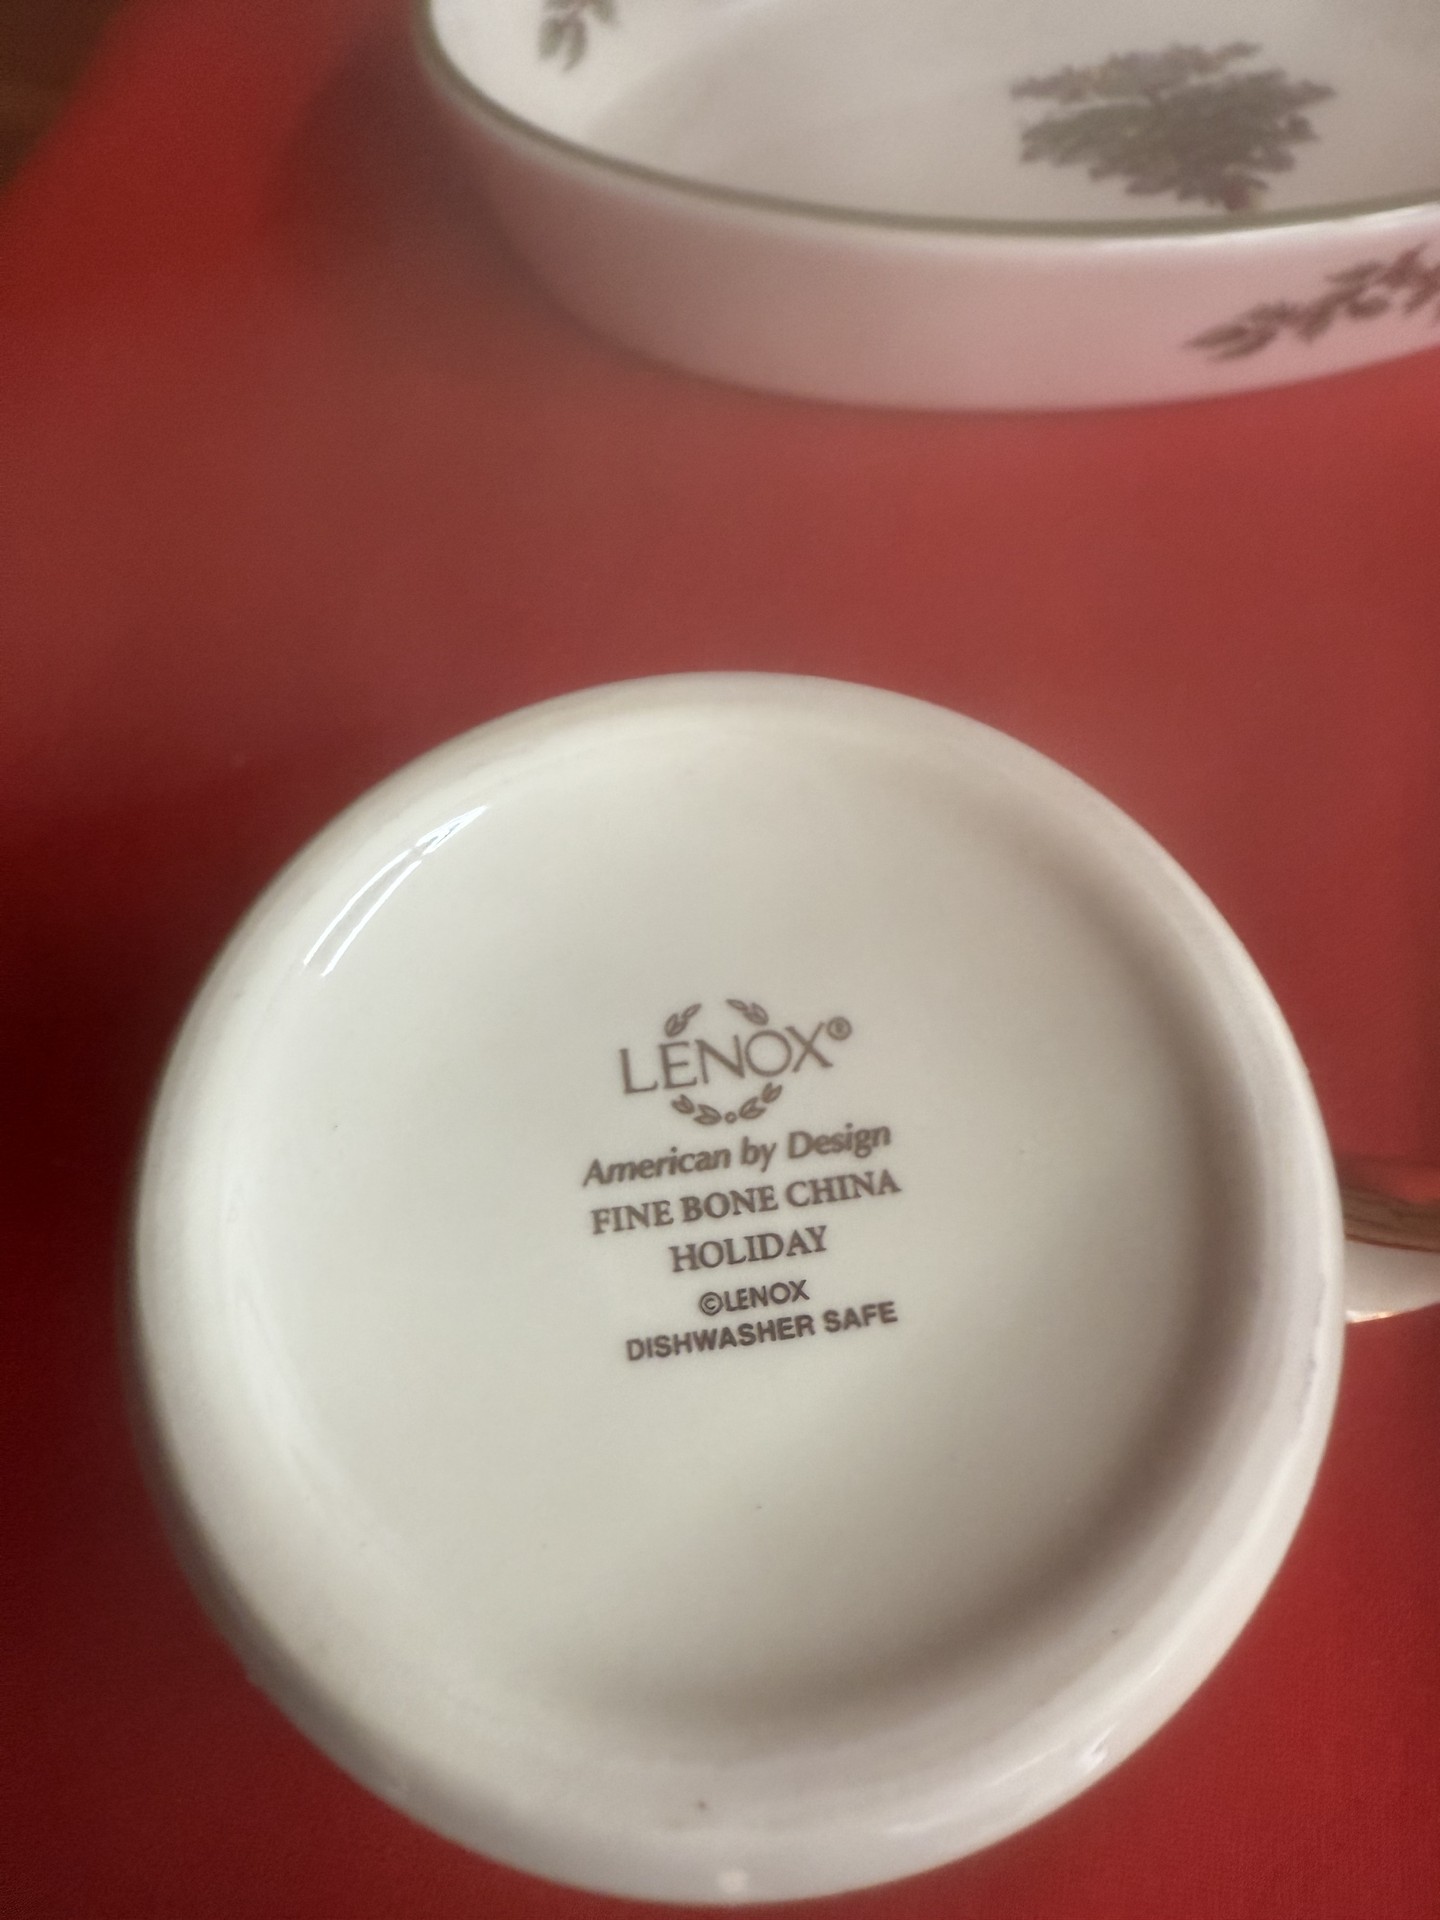 LENOX®
American by Design
FINE BONE CHINA
HOLIDAY
©LENOX
DISHWASHER SAFE